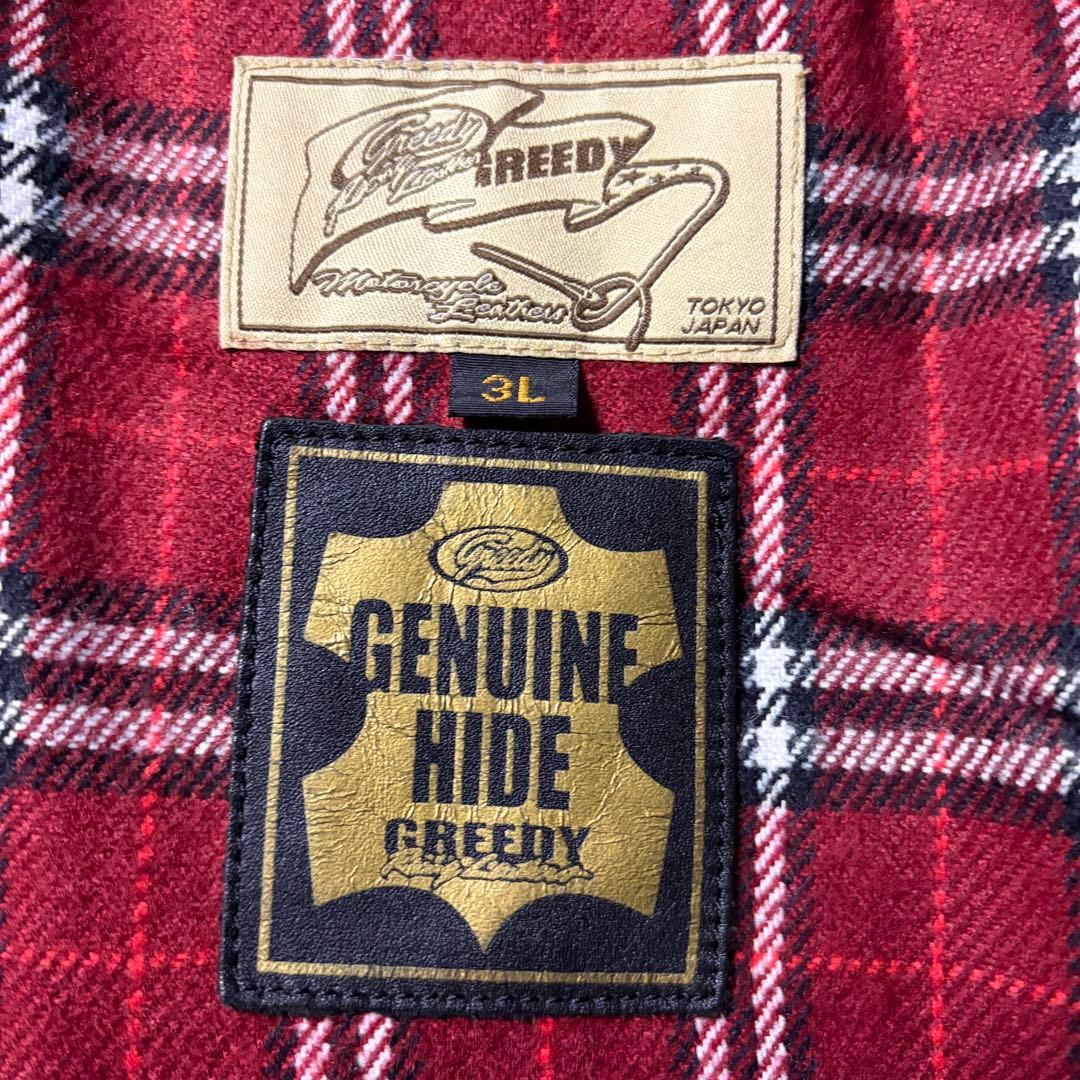 Greedy
GREEDY
Motorcycle
Leathers
TOKYO
JAPAN
3L
Greedy
GENUINE
HIDE
GREEDY